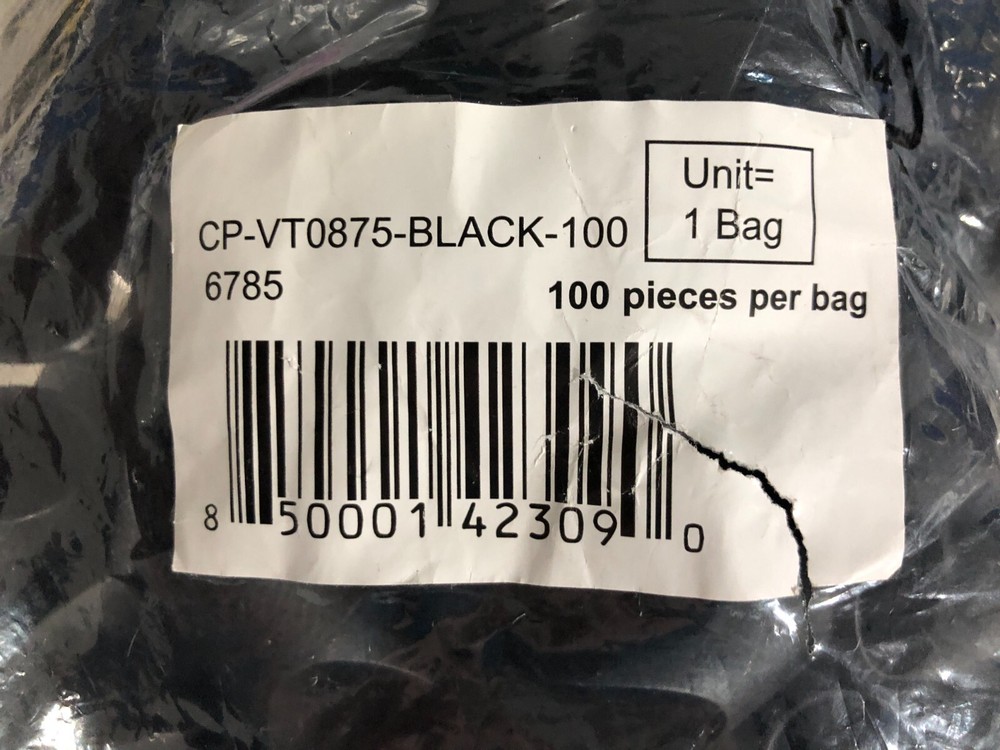 Unit=
1 Bag
CP-VT0875-BLACK-100
6785
100 pieces per bag
8 50001 42309 0